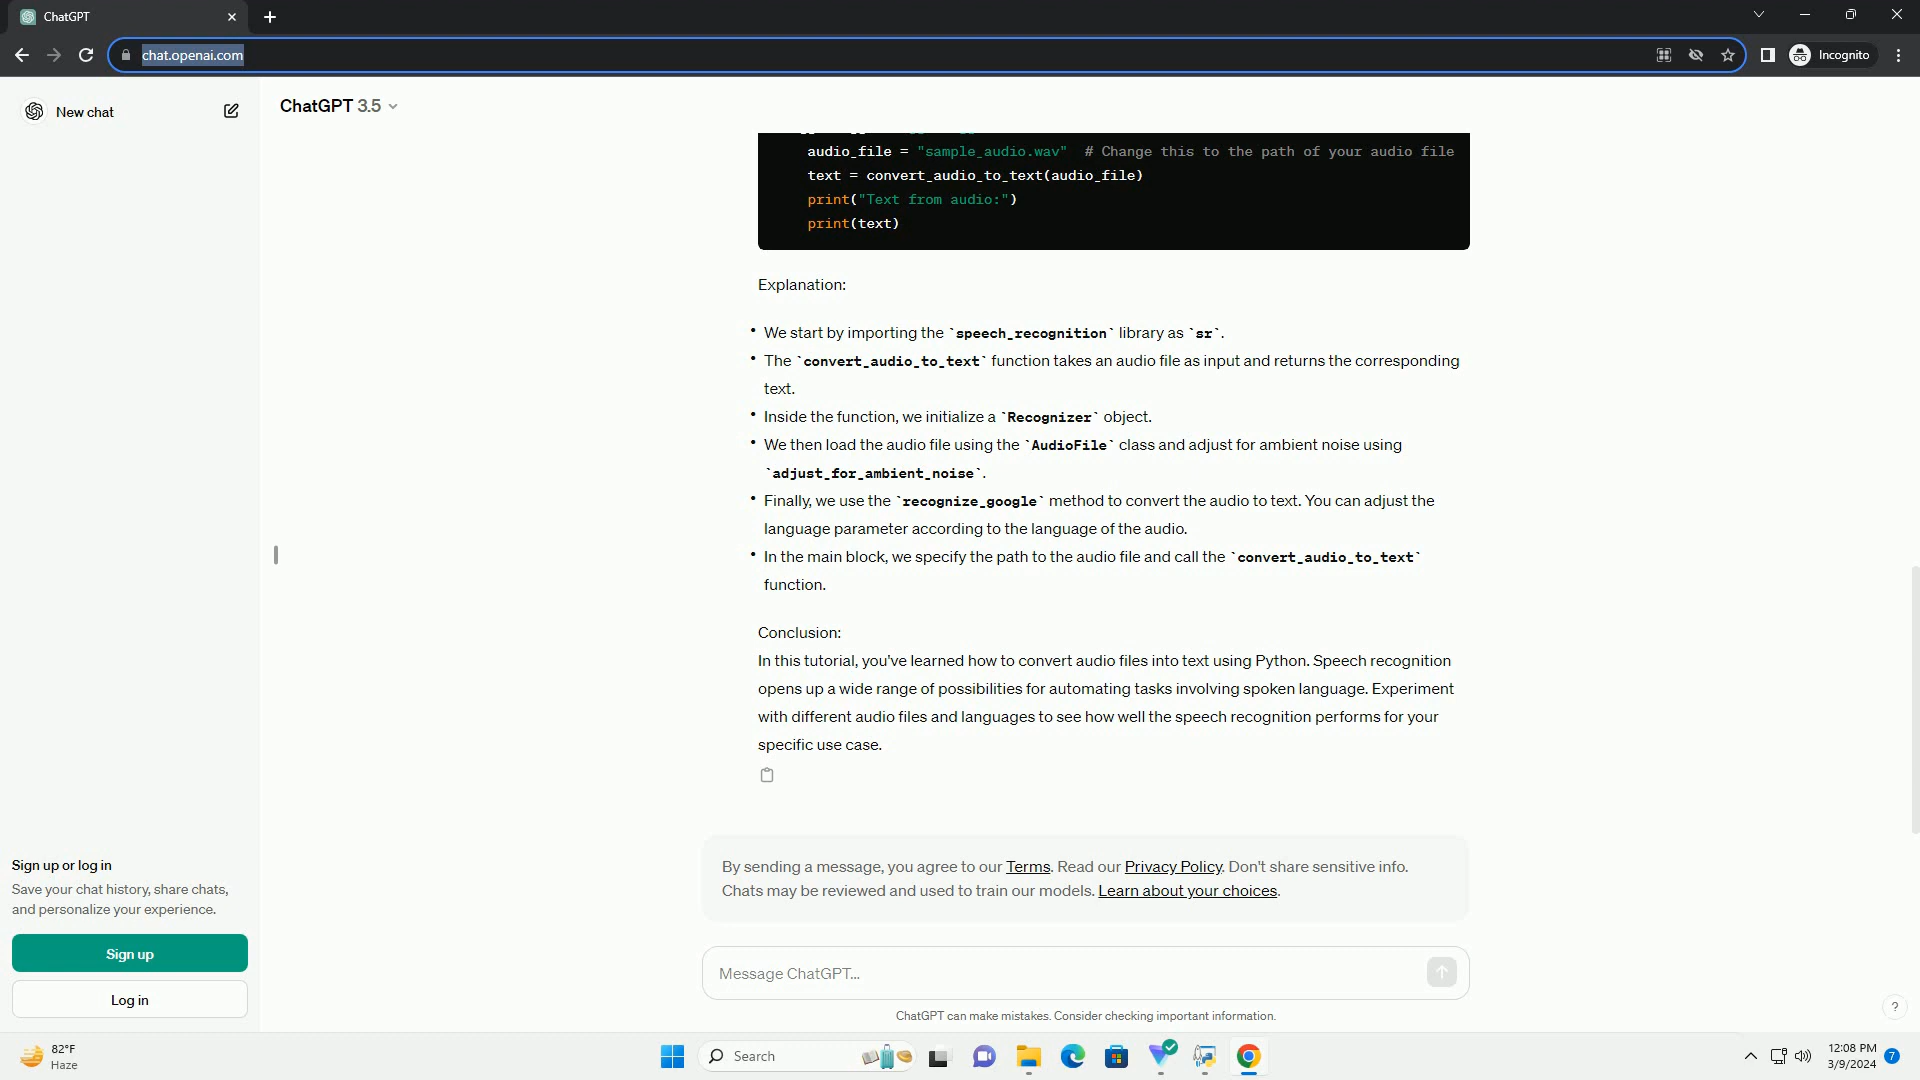 ChatGPT
chat.openai.com
Incognito
New chat
ChatGPT 3.5
audio_file = "sample_audio.wav"  # Change this to the path of your audio file
text = convert_audio_to_text(audio_file)
print("Text from audio:")
print(text)
Explanation:
• We start by importing the `speech_recognition` library as `sr`.
• The `convert_audio_to_text` function takes an audio file as input and returns the corresponding
text.
• Inside the function, we initialize a `Recognizer` object.
• We then load the audio file using the `AudioFile` class and adjust for ambient noise using
`adjust_for_ambient_noise`.
• Finally, we use the `recognize_google` method to convert the audio to text. You can adjust the
language parameter according to the language of the audio.
• In the main block, we specify the path to the audio file and call the `convert_audio_to_text`
function.
Conclusion:
In this tutorial, you've learned how to convert audio files into text using Python. Speech recognition
opens up a wide range of possibilities for automating tasks involving spoken language. Experiment
with different audio files and languages to see how well the speech recognition performs for your
specific use case.
Sign up or log in
Save your chat history, share chats,
and personalize your experience.
Sign up
Log in
By sending a message, you agree to our Terms. Read our Privacy Policy. Don't share sensitive info.
Chats may be reviewed and used to train our models. Learn about your choices.
Message ChatGPT...
ChatGPT can make mistakes. Consider checking important information.
?
82°F
Haze
Search
12:08 PM
3/9/2024
7